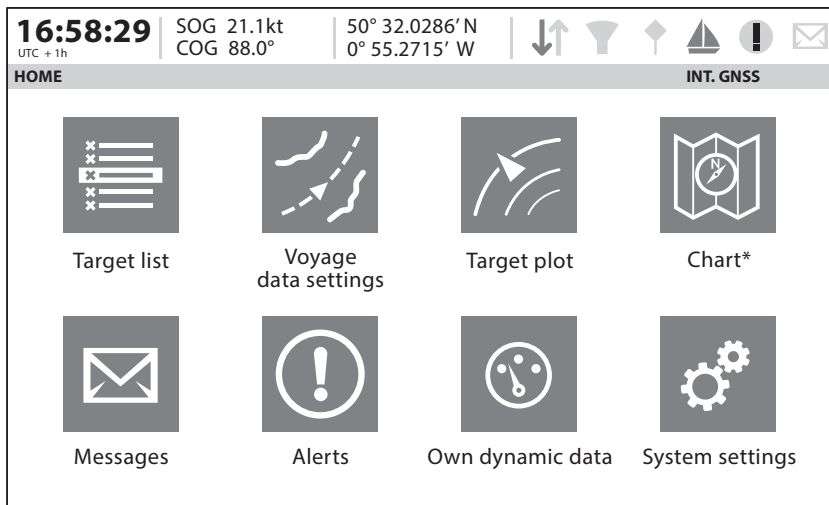 16:58:29
UTC + 1h
SOG 21.1kt
COG 88.0°
50° 32.0286’ N
0° 55.2715’ W
HOME
INT. GNSS
N
Target list
Voyage
data settings
Target plot
Chart*
Messages
Alerts
Own dynamic data
System settings